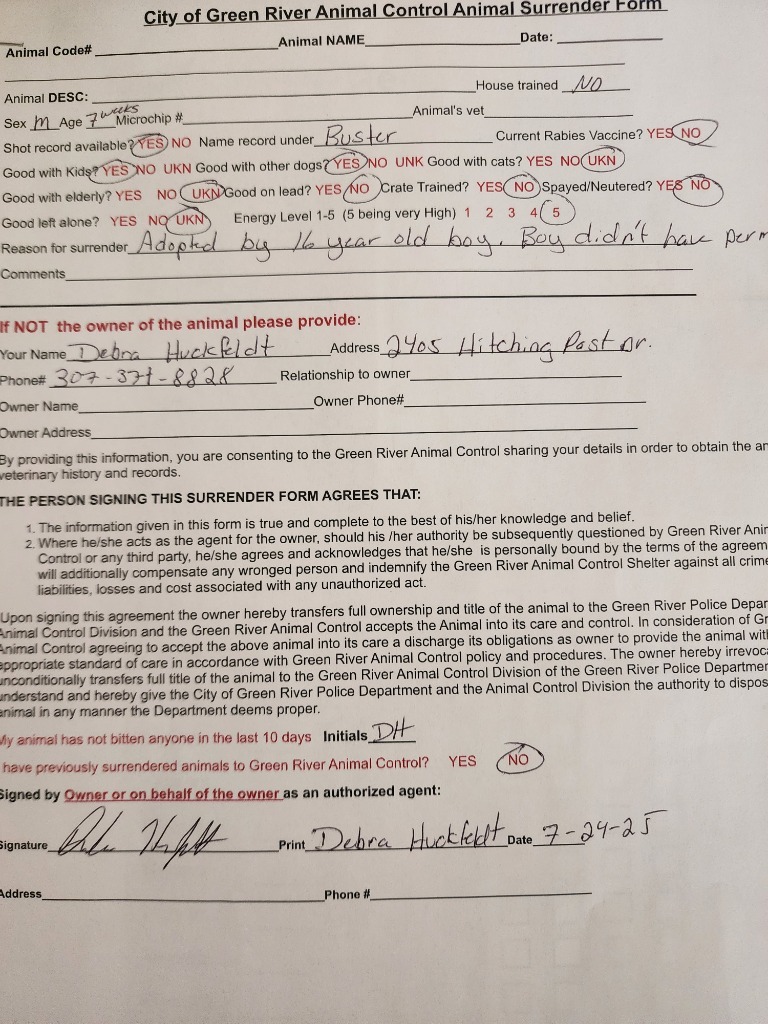 City of Green River Animal Control Animal Surrender Form
Animal Code# Animal NAME Date:
Animal DESC: House trained NO
Sex M Age 7 weeks Microchip # Animal's vet
Shot record available? YES NO Name record under Buster Current Rabies Vaccine? YES NO
Good with Kids? YES NO UKN Good with other dogs? YES NO UNK Good with cats? YES NO UKN
Good with elderly? YES NO UKN Good on lead? YES NO Crate Trained? YES NO Spayed/Neutered? YES NO
Good left alone? YES NO UKN Energy Level 1-5 (5 being very High) 1 2 3 4 5
Reason for surrender Adopted by 16 year old boy. Boy didn't have perm
Comments
If NOT the owner of the animal please provide:
Your Name Debra Huckfeldt Address 2405 Hitching Post Dr.
Phone# 307-371-8828 Relationship to owner
Owner Name Owner Phone#
Owner Address
By providing this information, you are consenting to the Green River Animal Control sharing your details in order to obtain the an
veterinary history and records.
THE PERSON SIGNING THIS SURRENDER FORM AGREES THAT:
1. The information given in this form is true and complete to the best of his/her knowledge and belief.
2. Where he/she acts as the agent for the owner, should his /her authority be subsequently questioned by Green River Anim
Control or any third party, he/she agrees and acknowledges that he/she is personally bound by the terms of the agreem
will additionally compensate any wronged person and indemnify the Green River Animal Control Shelter against all crime
liabilities, losses and cost associated with any unauthorized act.
Upon signing this agreement the owner hereby transfers full ownership and title of the animal to the Green River Police Depar
Animal Control Division and the Green River Animal Control accepts the Animal into its care and control. In consideration of Gr
Animal Control agreeing to accept the above animal into its care a discharge its obligations as owner to provide the animal with
appropriate standard of care in accordance with Green River Animal Control policy and procedures. The owner hereby irrevoca
unconditionally transfers full title of the animal to the Green River Animal Control Division of the Green River Police Departmen
understand and hereby give the City of Green River Police Department and the Animal Control Division the authority to dispos
animal in any manner the Department deems proper.
My animal has not bitten anyone in the last 10 days Initials DH
have previously surrendered animals to Green River Animal Control? YES NO
Signed by Owner or on behalf of the owner as an authorized agent:
Signature Print Debra Huckfeldt Date 7-24-25
Address Phone #